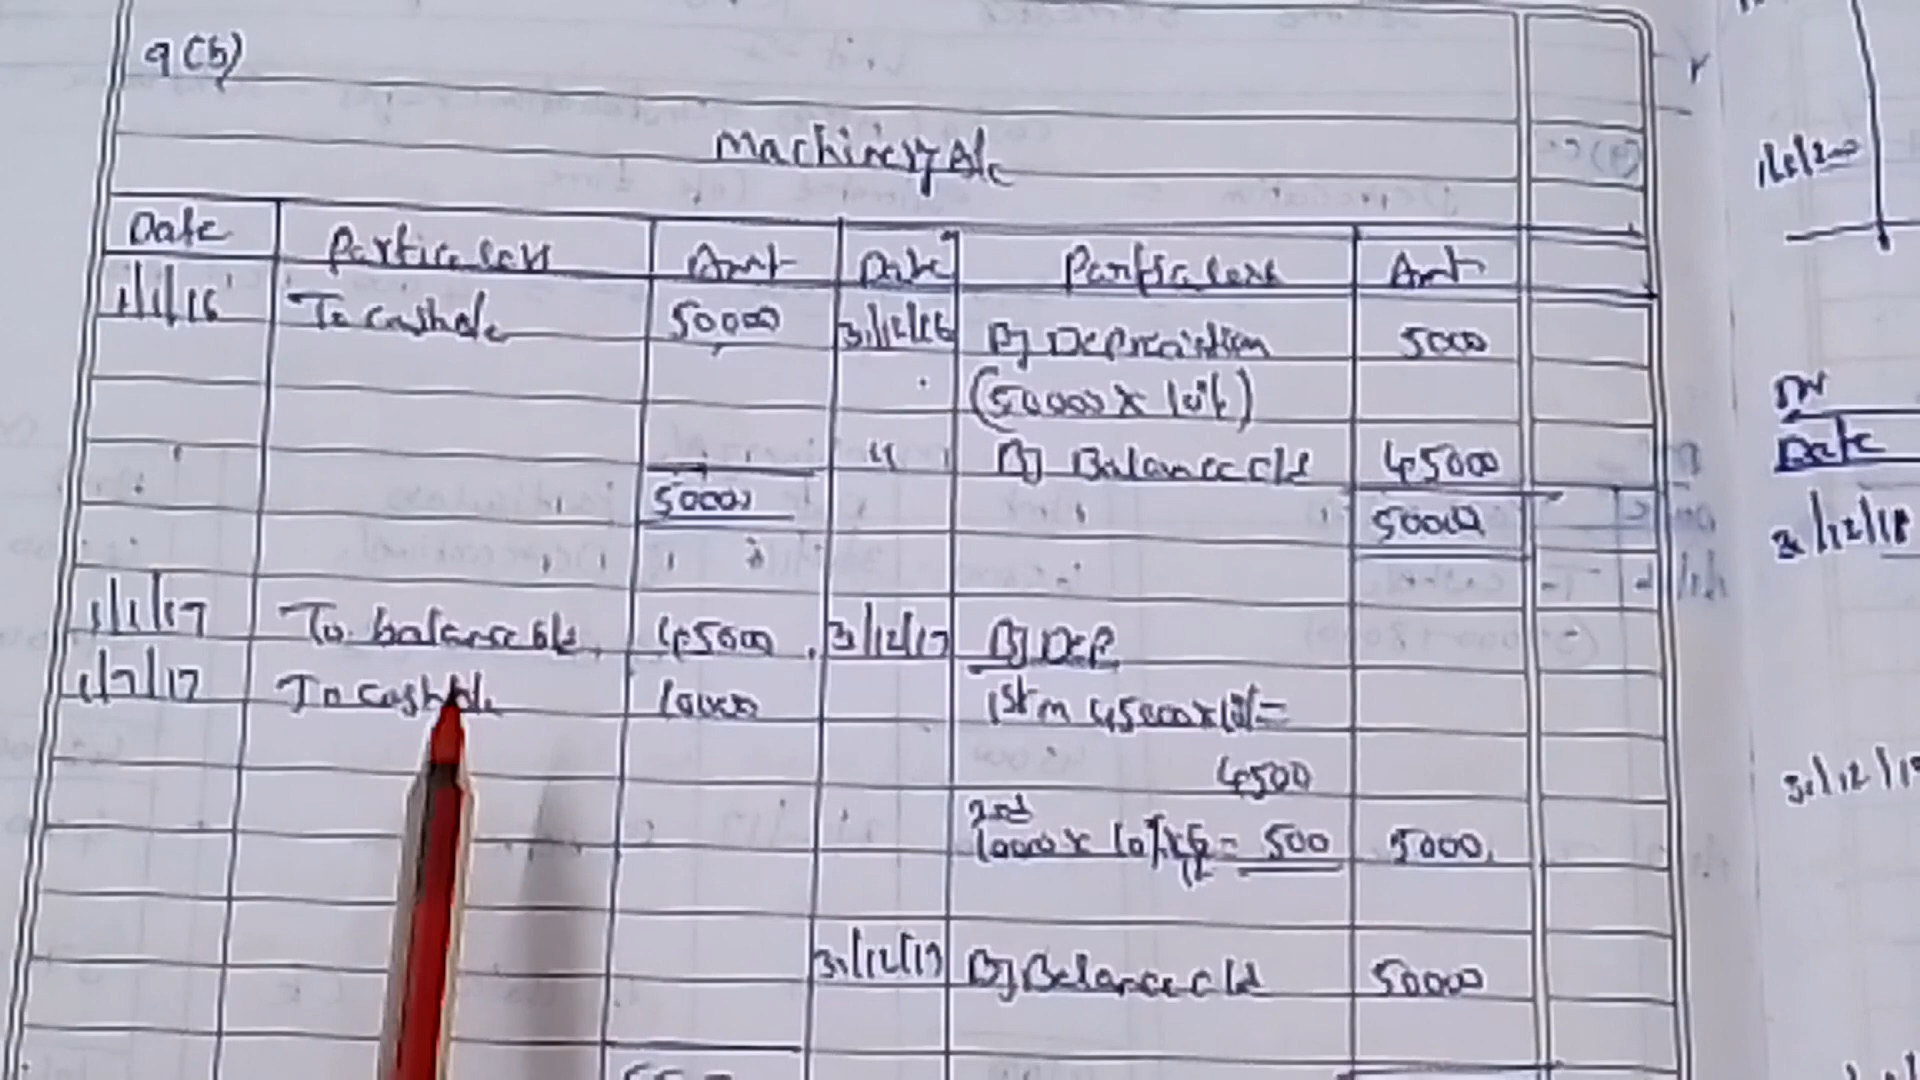 9(b)
Machinery A/c
Date Particulars Amt Date Particulars Amt
1/1/16 To cash a/c 50000 31/12/16 By Depreciation 5000
(50000 x 10%)
" By Balance c/d 45000
50000 50000
1/1/17 To balance b/d 45000 31/12/17 By Dep
1/7/17 To cash a/c 10000 1st m 45000 x 10% =
4500
2nd
10000 x 10% x 6/12 = 500 5000
31/12/17 By Balance c/d 50000
Date
31/12/18